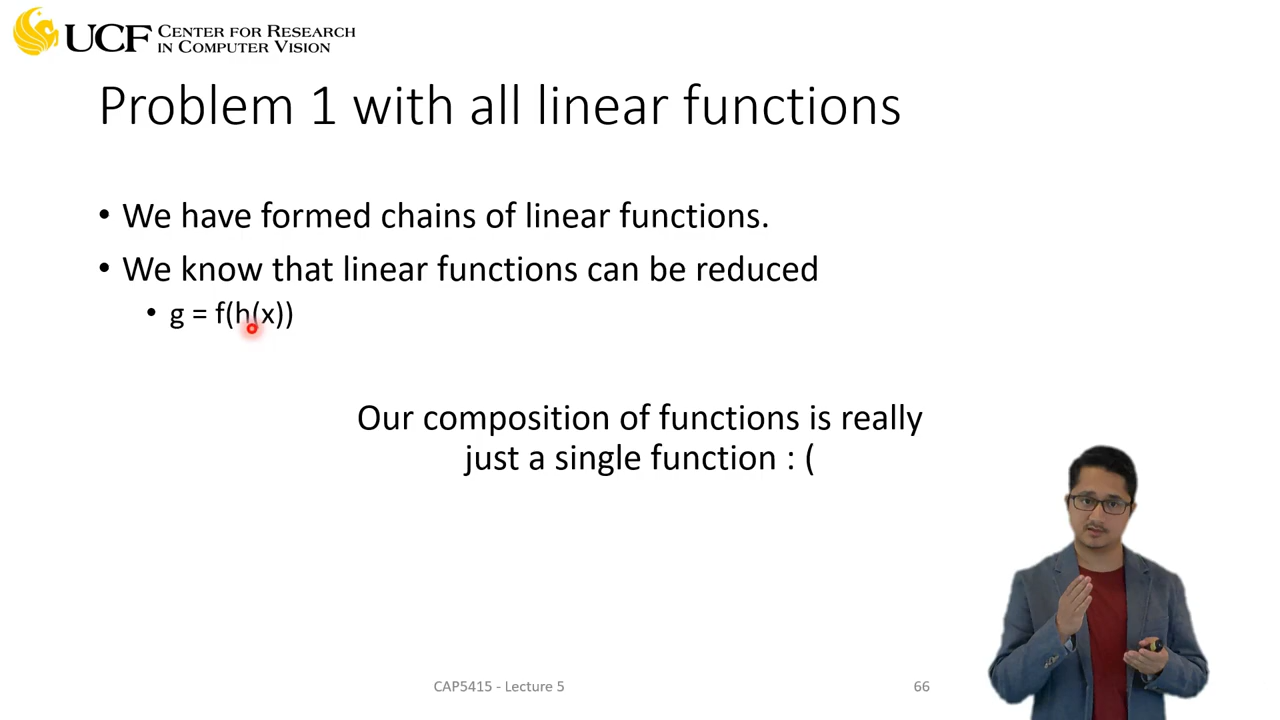 UCF CENTER FOR RESEARCH
IN COMPUTER VISION
Problem 1 with all linear functions
• We have formed chains of linear functions.
• We know that linear functions can be reduced
• g = f(h(x))
Our composition of functions is really
just a single function : (
CAP5415 - Lecture 5
66